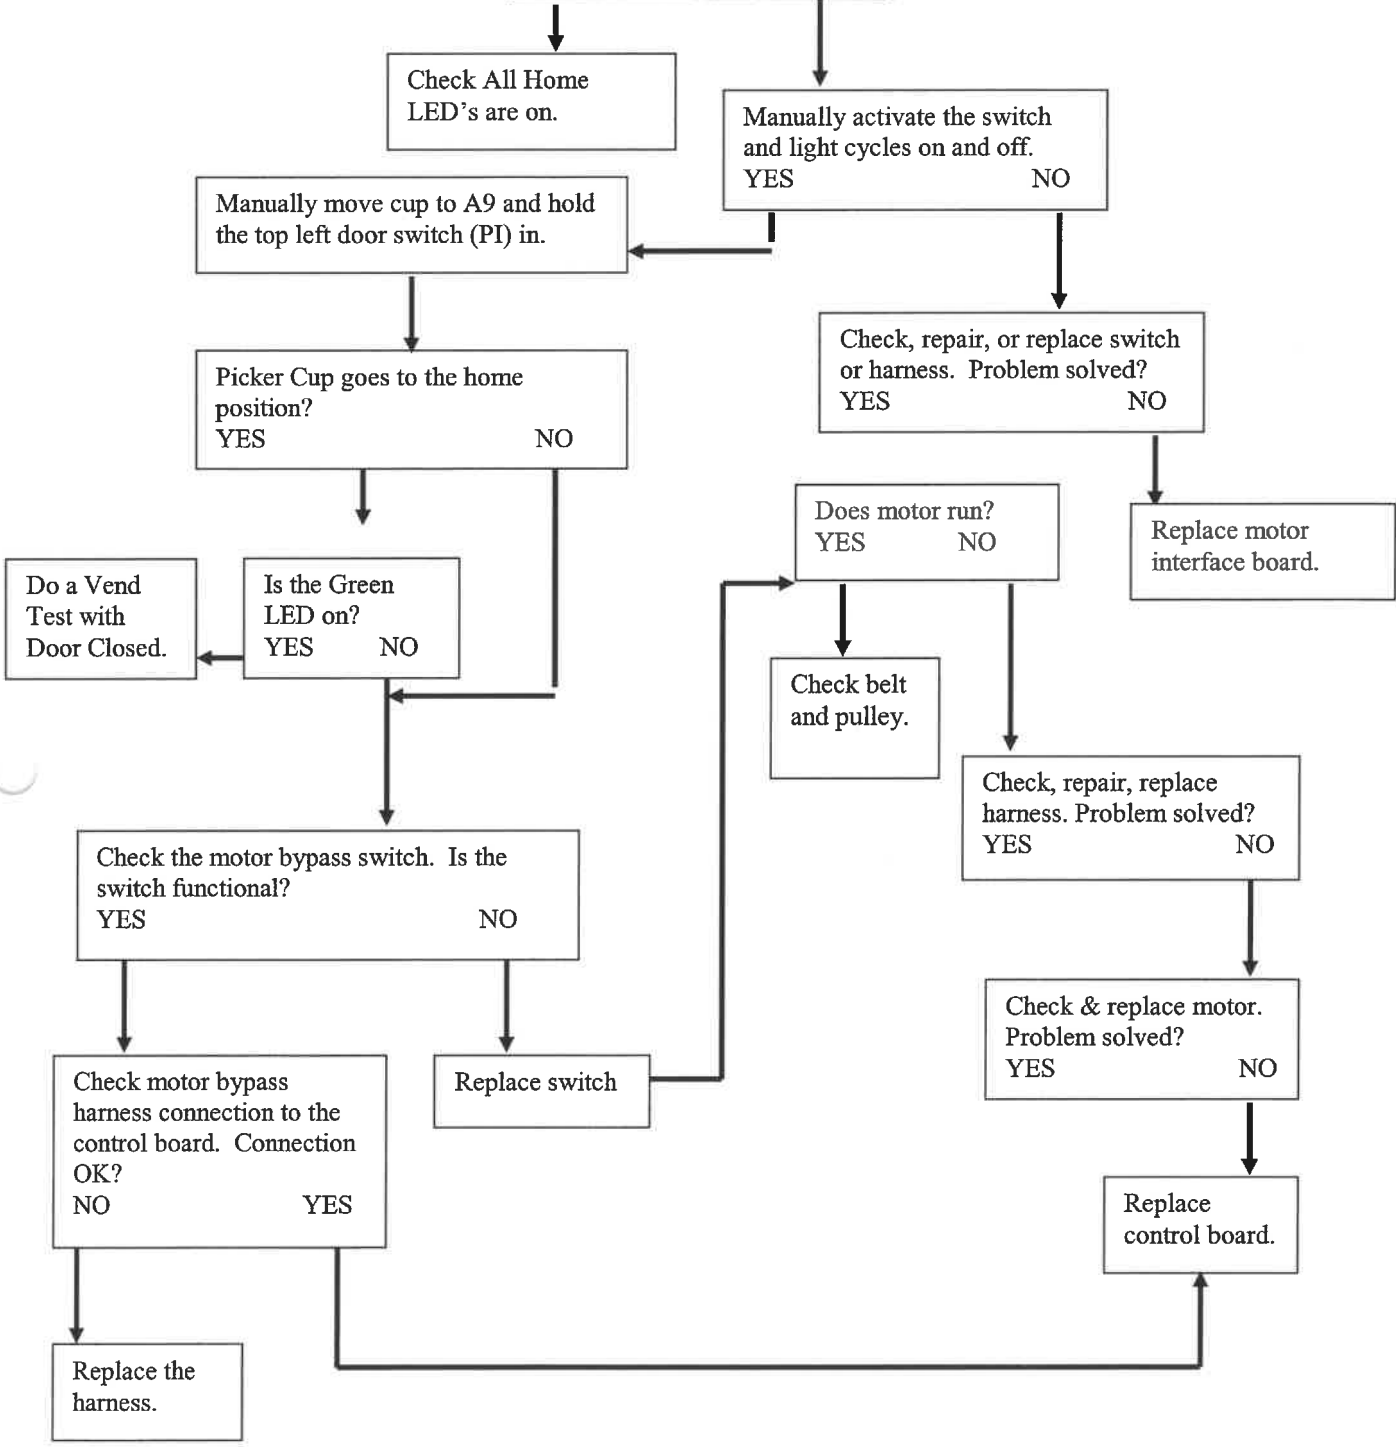 Check All Home
LED's are on.
Manually activate the switch
and light cycles on and off.
YES NO
Manually move cup to A9 and hold
the top left door switch (PI) in.
Check, repair, or replace switch
or harness. Problem solved?
YES NO
Picker Cup goes to the home
position?
YES NO
Does motor run?
YES NO
Replace motor
interface board.
Do a Vend
Test with
Door Closed.
Is the Green
LED on?
YES NO
Check belt
and pulley.
Check, repair, replace
harness. Problem solved?
YES NO
Check the motor bypass switch. Is the
switch functional?
YES NO
Check & replace motor.
Problem solved?
YES NO
Check motor bypass
harness connection to the
control board. Connection
OK?
NO YES
Replace switch
Replace
control board.
Replace the
harness.